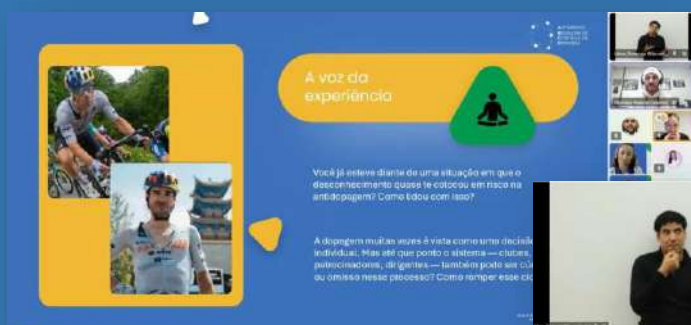 A voz da
experiência
Você já esteve diante de uma situação em que o
desconhecimento quase te colocou em risco na
antidopagem? Como lidou com isso?
A dopagem muitas vezes é vista como uma decisão
individual. Mas até que ponto o sistema — clubes,
patrocinadores, dirigentes — também pode ser
ou omisso nesse processo? Como romper esse